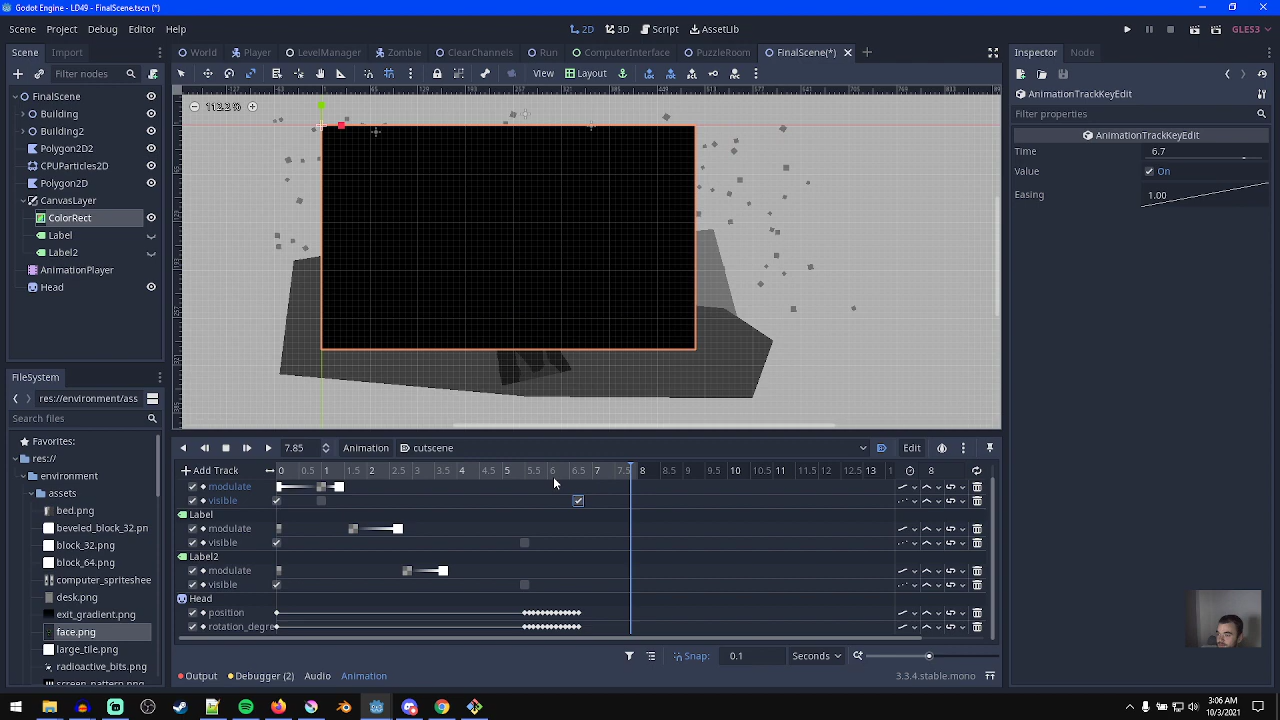 Godot Engine - LD49 - FinalScene.tscn (*)
Scene Project Debug Editor Help
2D 3D Script AssetLib
GLES3
Scene Import
World Player LevelManager Zombie ClearChannels Run ComputerInterface PuzzleRoom FinalScene(*)
Inspector Node
Filter nodes
View Layout
FinalScene
Building
Polygon2D
CPUParticles2D
Polygon2D
CanvasLayer
ColorRect
Label
Label
AnimationPlayer
Head
AnimationTrackKeyEdit
Filter properties
AnimationTrackKeyEdit
Time 6.7
Value On
Easing 1.00
FileSystem
res://environment/ass
Search files
Favorites:
res://
environment
assets
bed.png
beveled_block_32.pn
block_32.png
block_64.png
computer_spriteshee
desk.png
exit_gradient.png
face.png
large_tile.png
radioactive_bits.png
screen_pattern.png
7.85 Animation cutscene Edit
Add Track 0 0.5 1 1.5 2 2.5 3 3.5 4 4.5 5 5.5 6 6.5 7 7.5 8 8.5 9 9.5 10 10.5 11 11.5 12 12.5 13 8
modulate
visible
Label
modulate
visible
Label2
modulate
visible
Head
position
rotation_degre
Snap: 0.1 Seconds
Output Debugger (2) Audio Animation 3.3.4.stable.mono
3:06 AM
10/3/2021